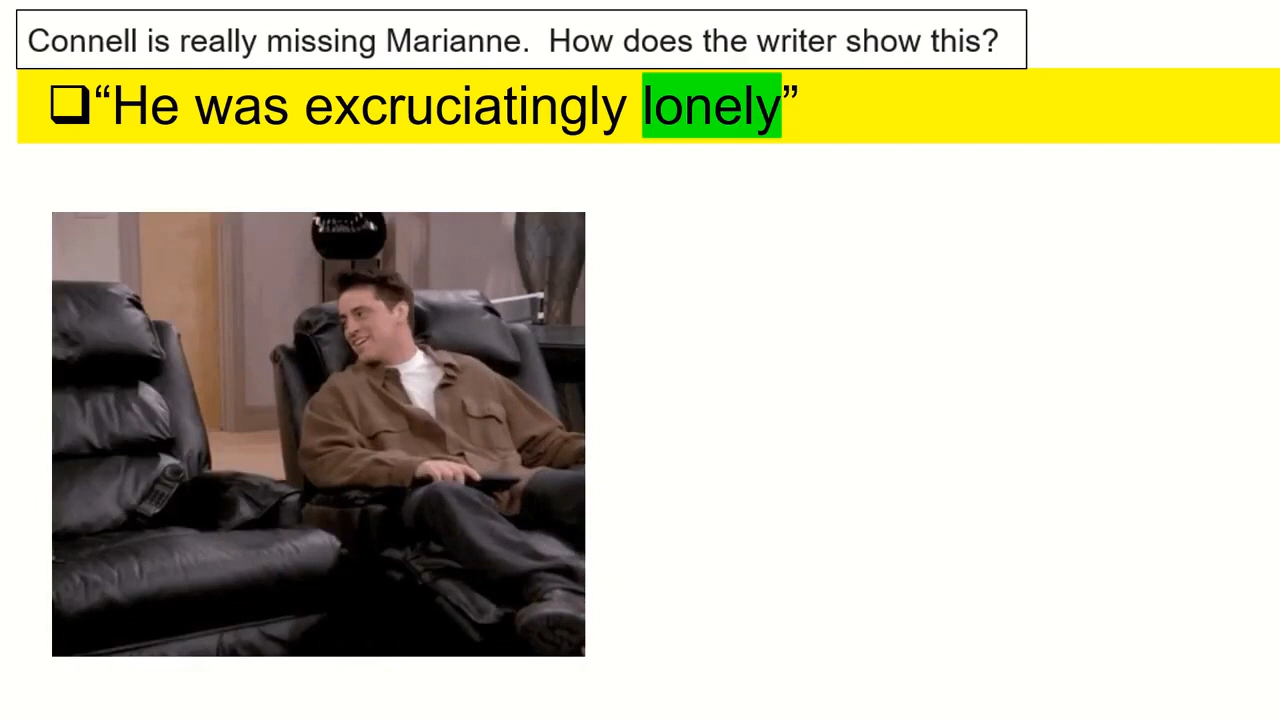 Connell is really missing Marianne.  How does the writer show this?
❑“He was excruciatingly lonely”